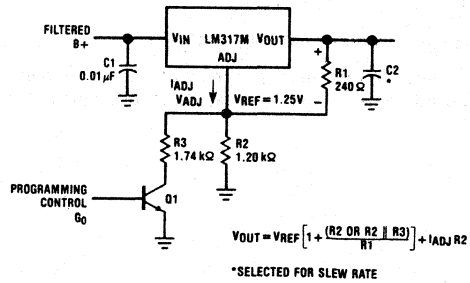 FILTERED
B+
VIN LM317M VOUT
ADJ
C1
0.01 µF
IADJ
VADJ
VREF = 1.25V
+
−
R1
240 Ω
C2
*
R3
1.74 kΩ
R2
1.20 kΩ
PROGRAMMING
CONTROL
G0
Q1
VOUT = VREF [1 + (R2 OR R2 ∥ R3) / R1] + IADJ R2
*SELECTED FOR SLEW RATE